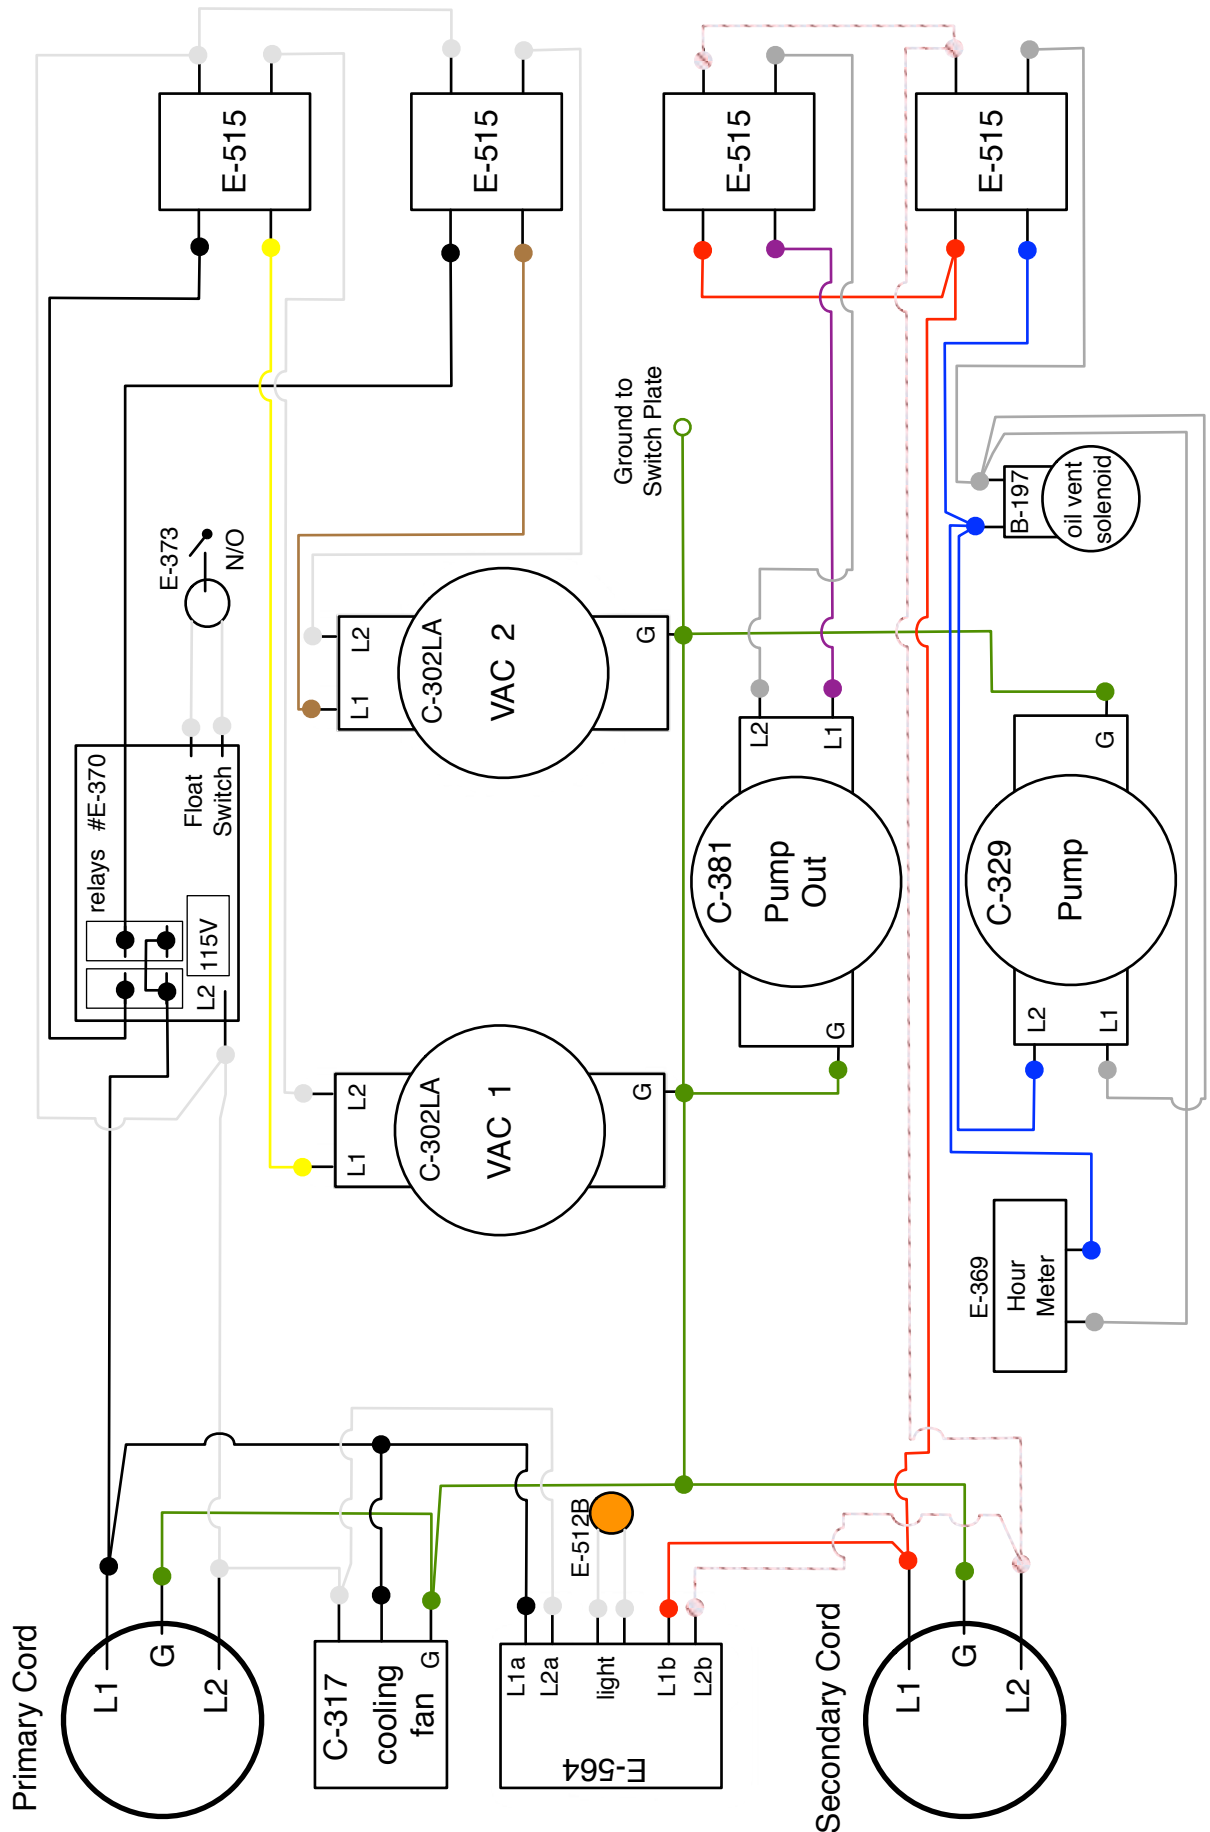 E-515
E-515
E-515
E-515
Ground to
Switch Plate
E-373
N/O
relays #E-370
Float
Switch
115V
L2
L1
L2
C-302LA
VAC 2
G
L1
L2
C-302LA
VAC 1
G
L2
L1
C-381
Pump
Out
G
B-197
oil vent
solenoid
G
C-329
Pump
L2
L1
E-369
Hour
Meter
Primary Cord
L1
G
L2
C-317
cooling
fan
G
E-512B
L1a
L2a
light
L1b
L2b
E-564
Secondary Cord
L1
G
L2